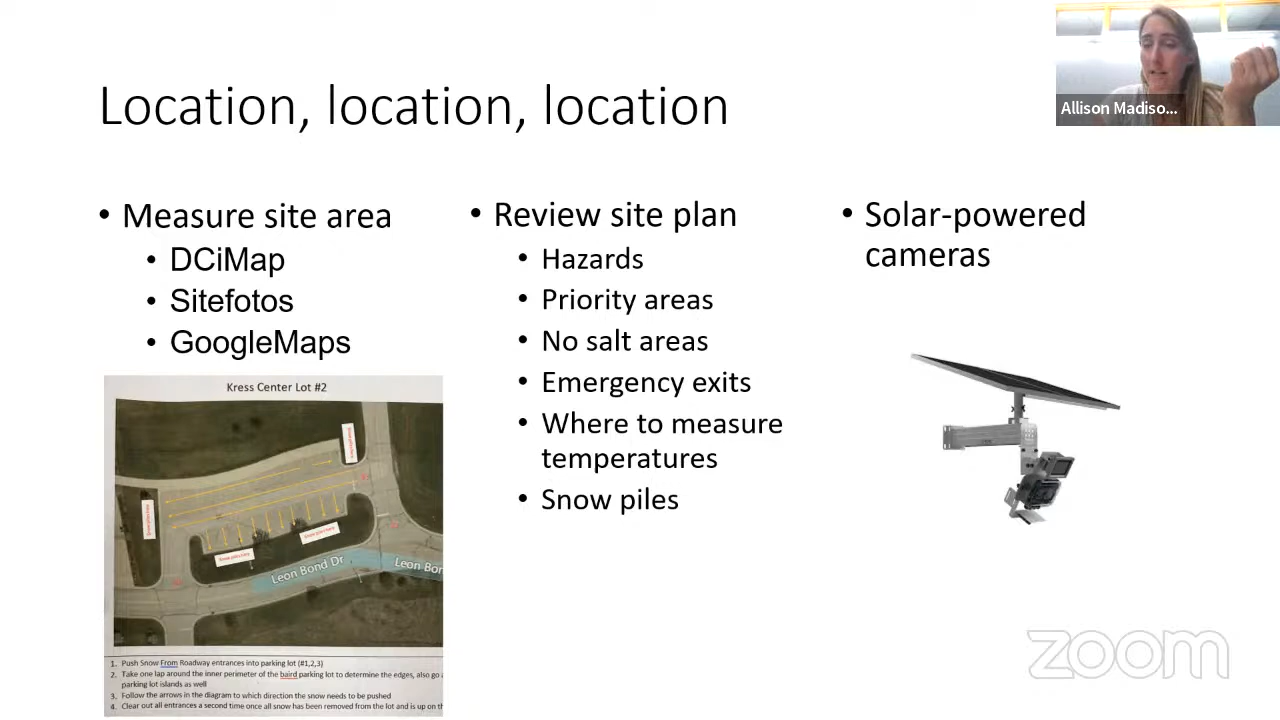 Allison Madiso...
Location, location, location
• Measure site area
• DCiMap
• Sitefotos
• GoogleMaps
Kress Center Lot #2
Leon Bond Dr
Leon Bon
1. Push Snow From Roadway entrances into parking lot (#1,2,3)
2. Take one lap around the inner perimeter of the baird parking lot to determine the edges, also go a
parking lot islands as well
3. Follow the arrows in the diagram to which direction the snow needs to be pushed
4. Clear out all entrances a second time once all snow has been removed from the lot and is up on th
• Review site plan
• Hazards
• Priority areas
• No salt areas
• Emergency exits
• Where to measure
temperatures
• Snow piles
• Solar-powered
cameras
zoom